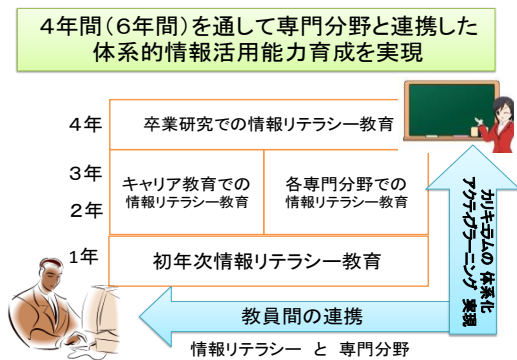 ４年間（６年間）を通して専門分野と連携した
体系的情報活用能力育成を実現
４年
卒業研究での情報リテラシー教育
３年
２年
キャリア教育での
情報リテラシー教育
各専門分野での
情報リテラシー教育
1年
初年次情報リテラシー教育
カリキュラムの 体系化
アクティブラーニング 実現
教員間の連携
情報リテラシー と 専門分野